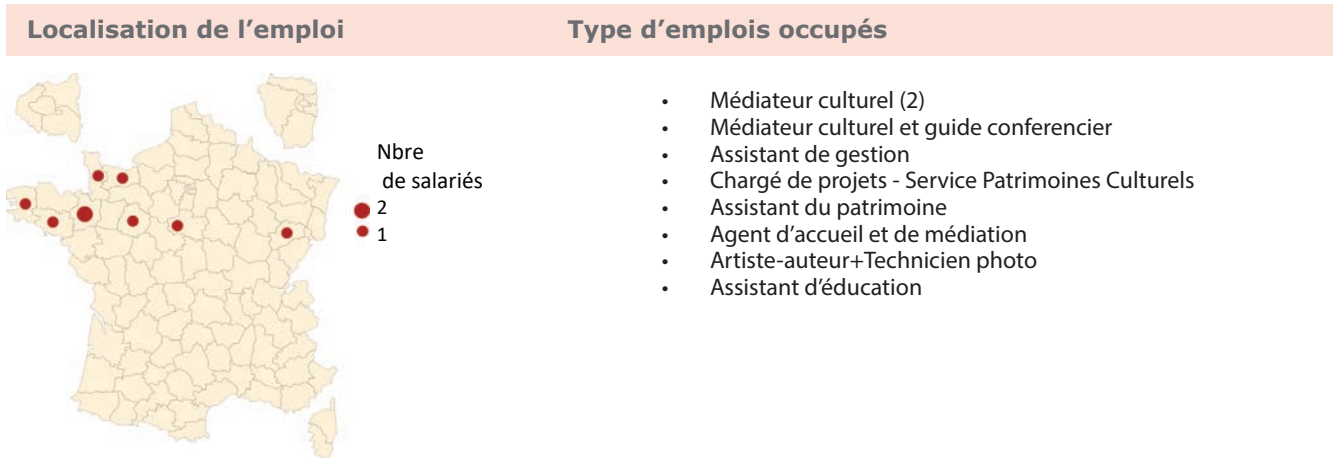 Localisation de l’emploi
Type d’emplois occupés
Nbre
de salariés
2
1
• Médiateur culturel (2)
• Médiateur culturel et guide conferencier
• Assistant de gestion
• Chargé de projets - Service Patrimoines Culturels
• Assistant du patrimoine
• Agent d’accueil et de médiation
• Artiste-auteur+Technicien photo
• Assistant d’éducation